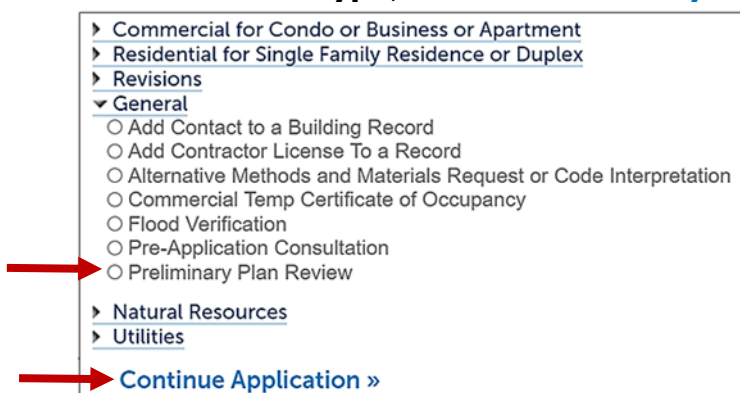 Commercial for Condo or Business or Apartment
Residential for Single Family Residence or Duplex
Revisions
General
Add Contact to a Building Record
Add Contractor License To a Record
Alternative Methods and Materials Request or Code Interpretation
Commercial Temp Certificate of Occupancy
Flood Verification
Pre-Application Consultation
Preliminary Plan Review
Natural Resources
Utilities
Continue Application »